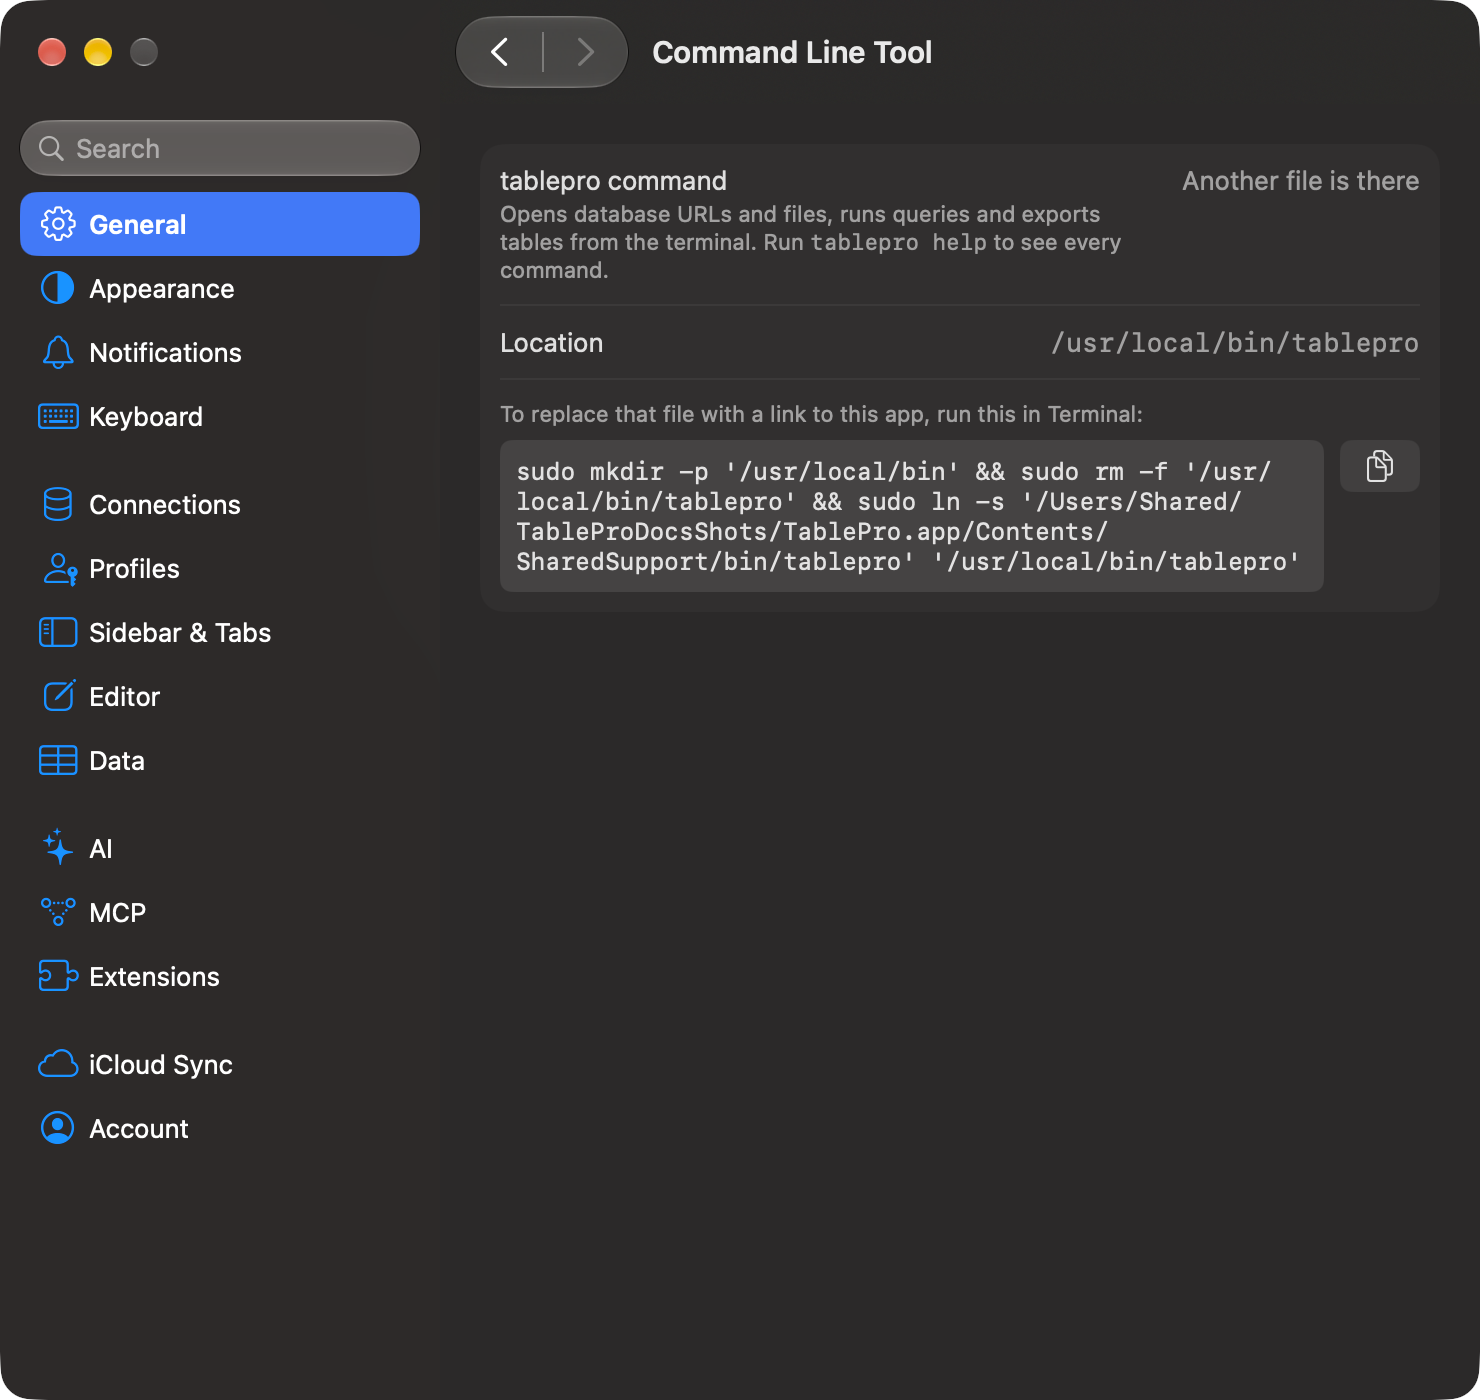 Command Line Tool
Search
General
Appearance
Notifications
Keyboard
Connections
Profiles
Sidebar & Tabs
Editor
Data
AI
MCP
Extensions
iCloud Sync
Account
tablepro command
Another file is there
Opens database URLs and files, runs queries and exports
tables from the terminal. Run tablepro help to see every
command.
Location
/usr/local/bin/tablepro
To replace that file with a link to this app, run this in Terminal:
sudo mkdir -p '/usr/local/bin' && sudo rm -f '/usr/
local/bin/tablepro' && sudo ln -s '/Users/Shared/
TableProDocsShots/TablePro.app/Contents/
SharedSupport/bin/tablepro' '/usr/local/bin/tablepro'